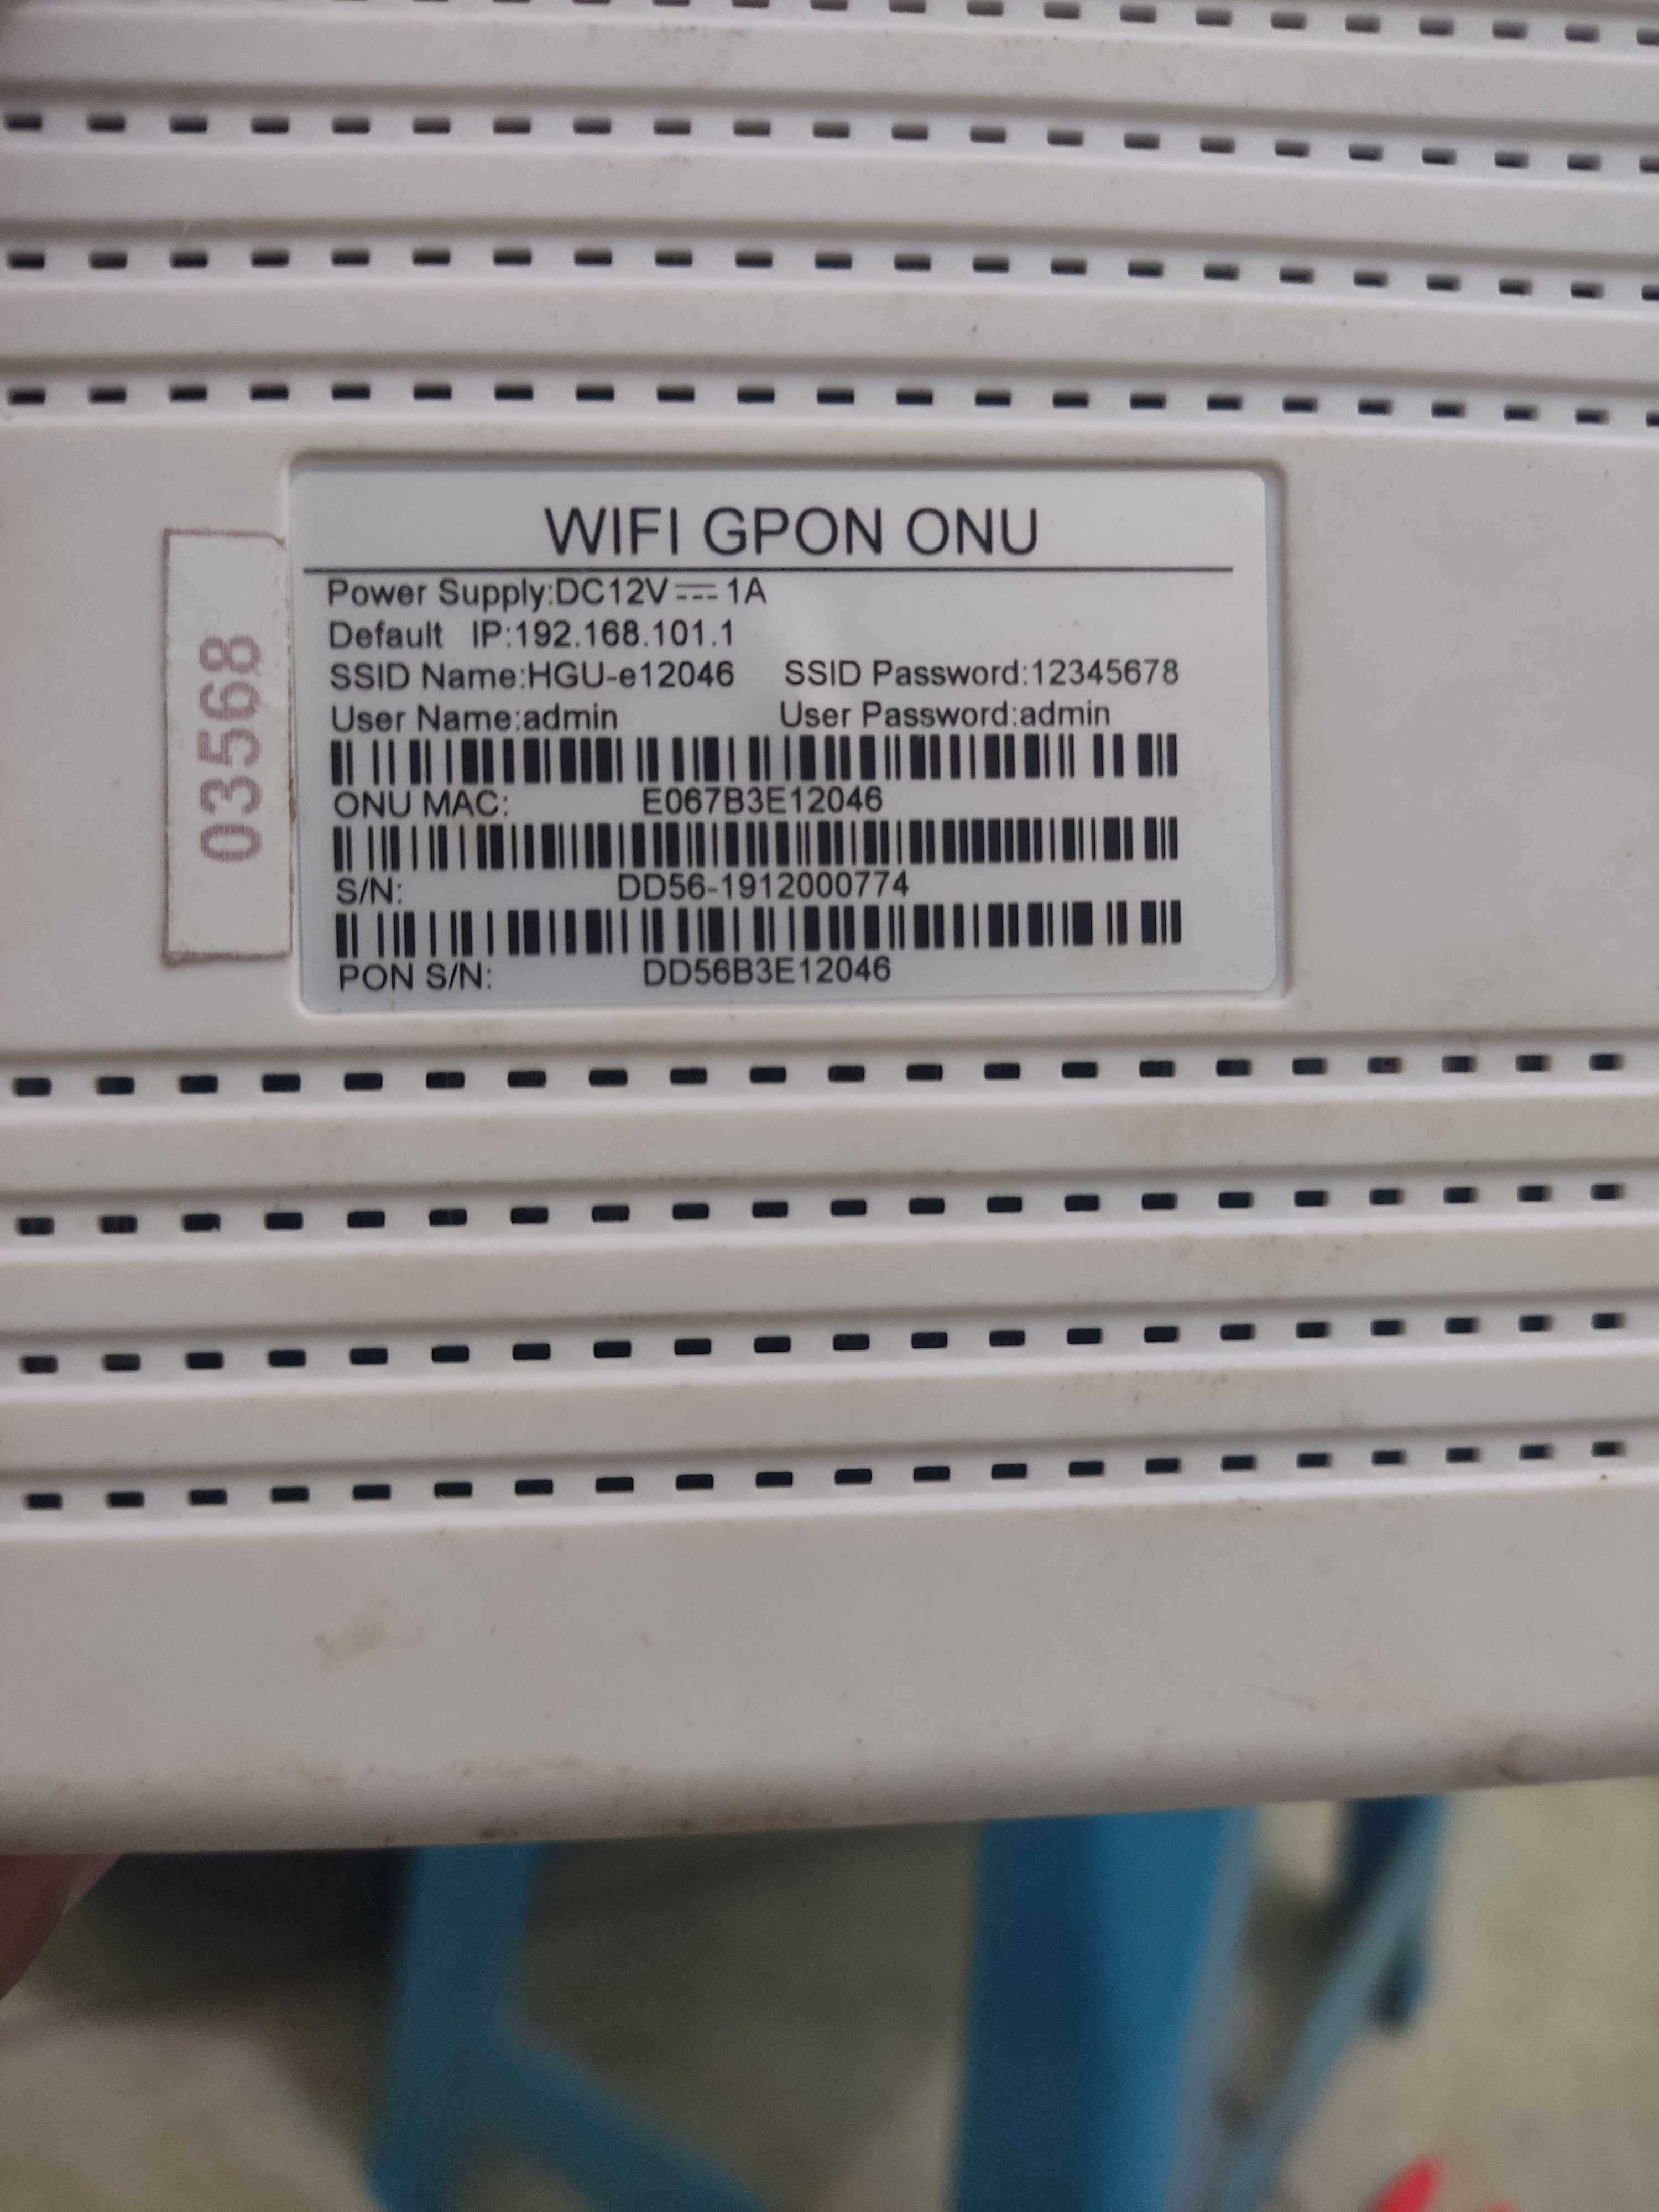 WIFI GPON ONU
Power Supply:DC12V⎓1A
Default IP:192.168.101.1
SSID Name:HGU-e12046 SSID Password:12345678
User Name:admin User Password:admin
ONU MAC: E067B3E12046
S/N: DD56-1912000774
PON S/N: DD56B3E12046
03568